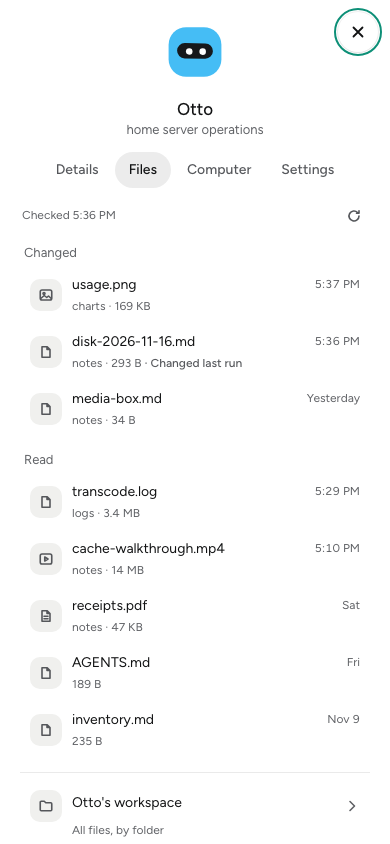 Otto
home server operations
Details Files Computer Settings
Checked 5:36 PM
Changed
usage.png 5:37 PM
charts · 169 KB
disk-2026-11-16.md 5:36 PM
notes · 293 B · Changed last run
media-box.md Yesterday
notes · 34 B
Read
transcode.log 5:29 PM
logs · 3.4 MB
cache-walkthrough.mp4 5:10 PM
notes · 14 MB
receipts.pdf Sat
notes · 47 KB
AGENTS.md Fri
189 B
inventory.md Nov 9
235 B
Otto's workspace
All files, by folder